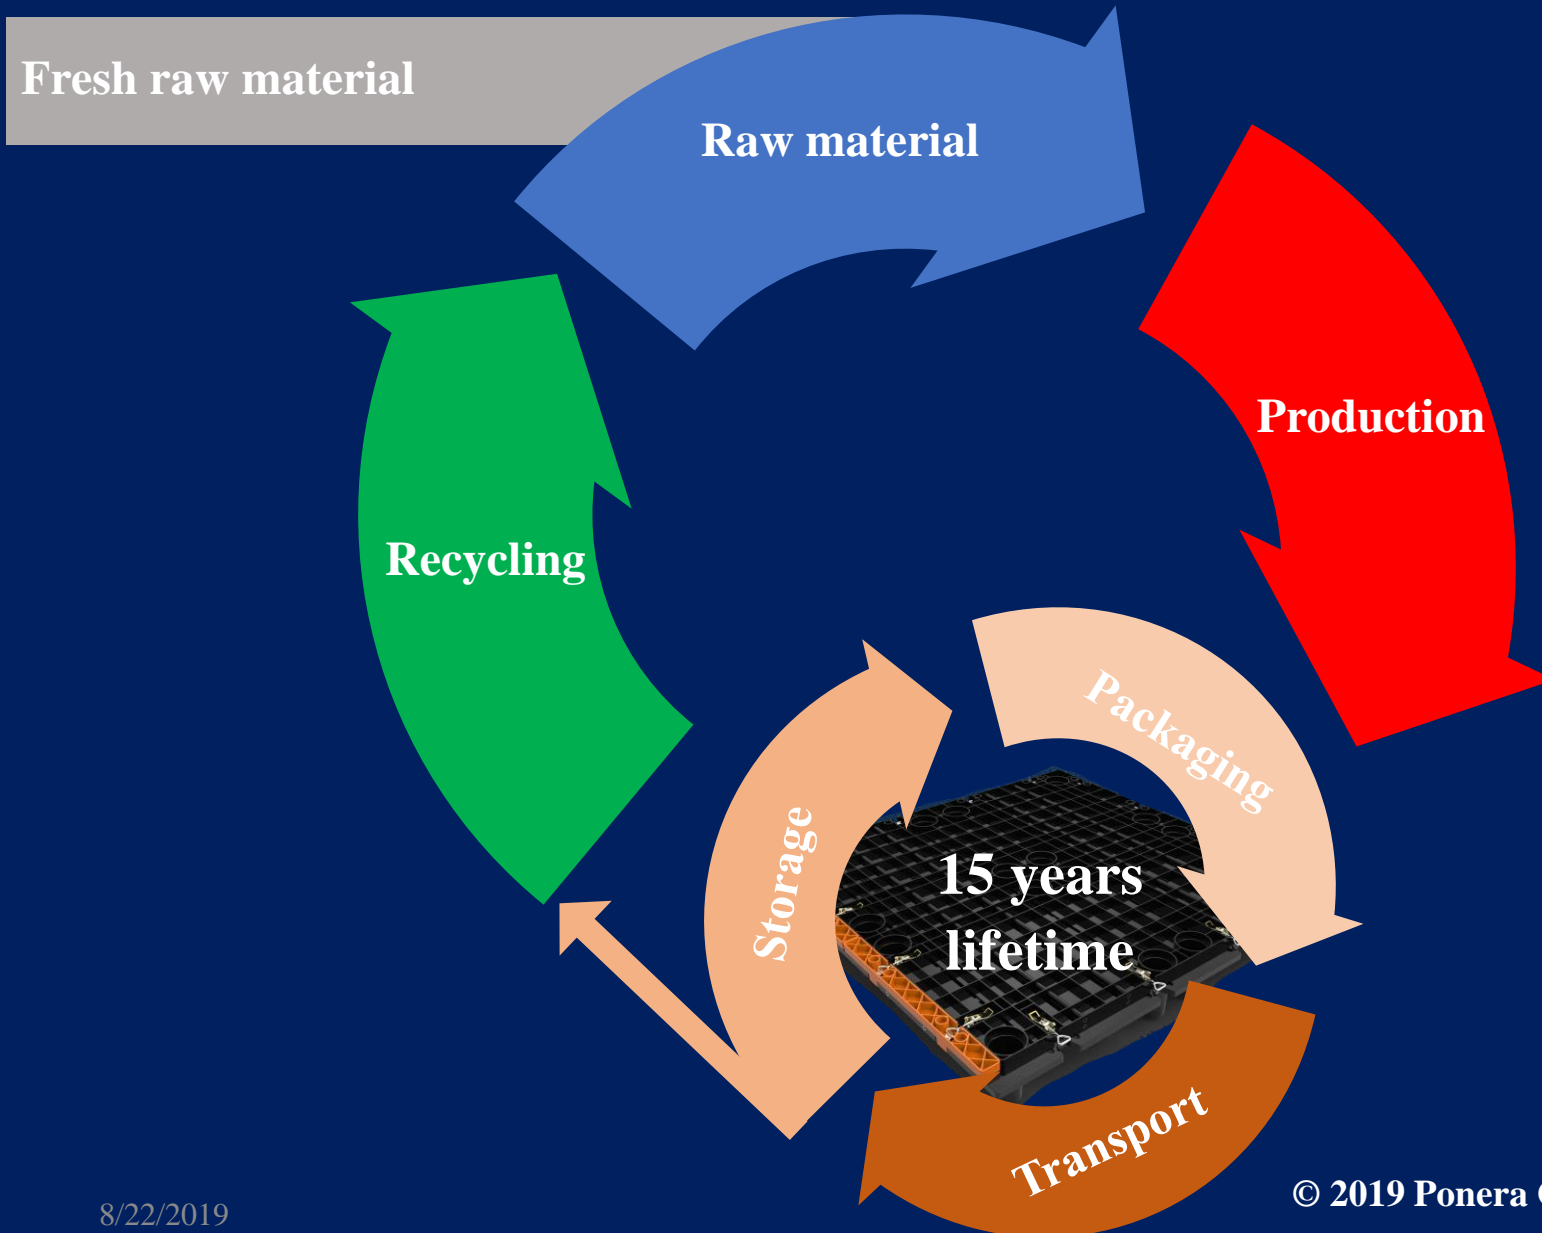 Fresh raw material
Raw material
Production
Recycling
Packaging
Storage
15 years
lifetime
Transport
© 2019 Ponera
8/22/2019